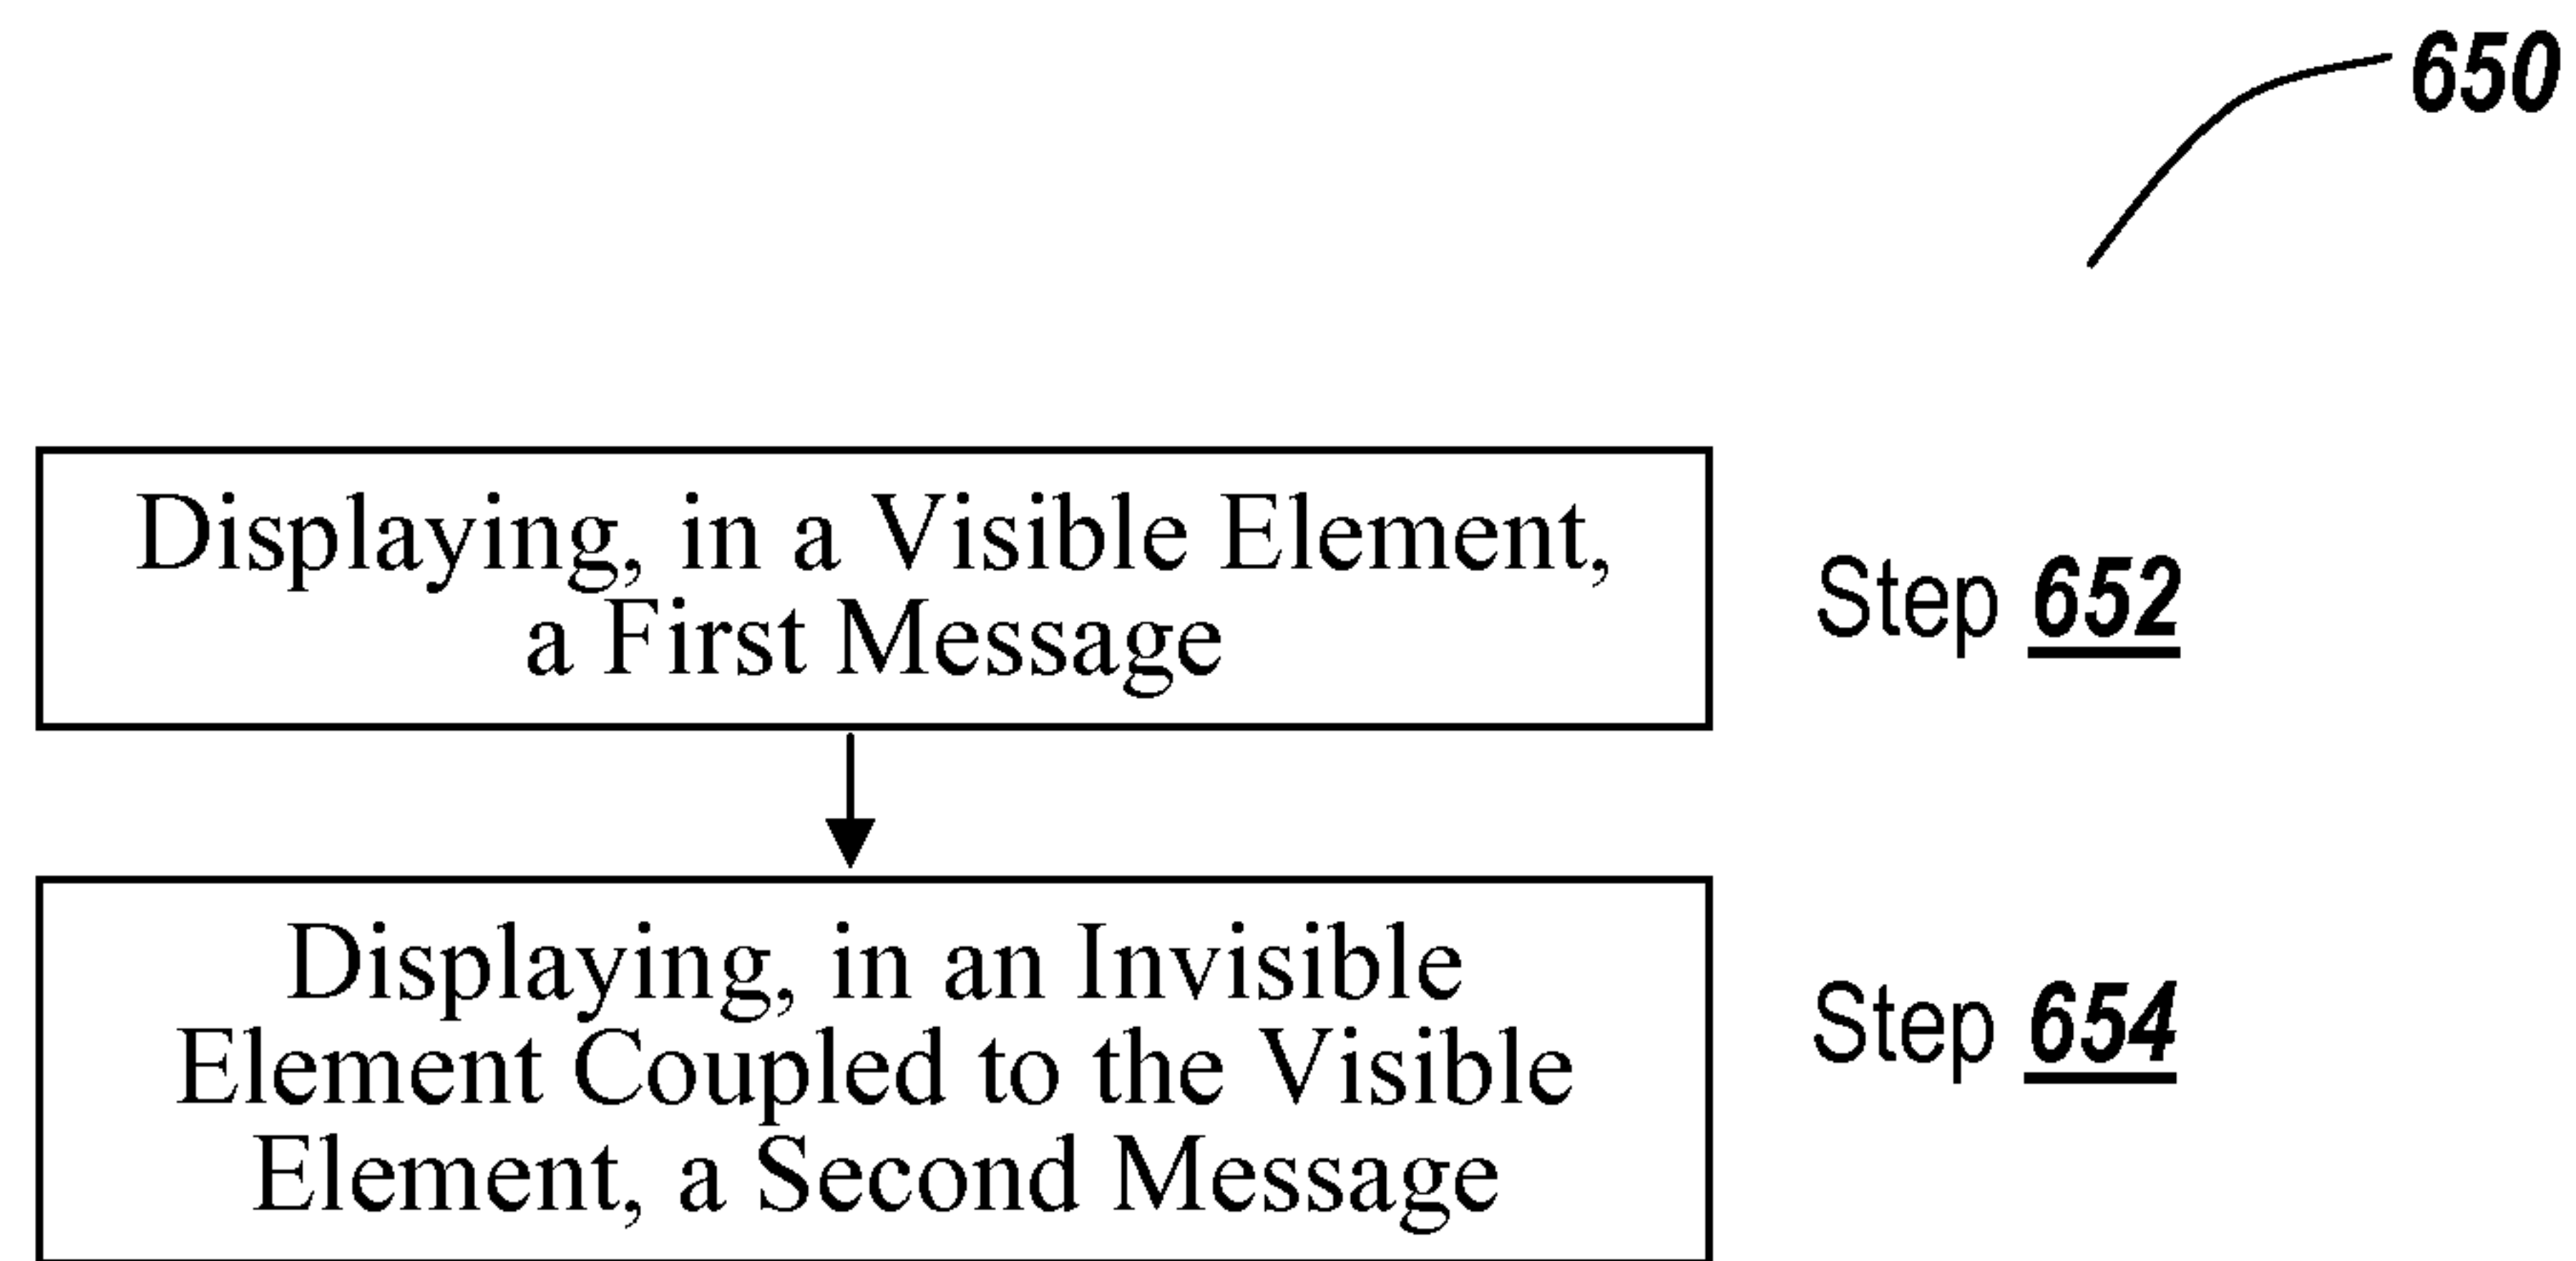 650
Displaying, in a Visible Element,
a First Message
Step 652
Displaying, in an Invisible
Element Coupled to the Visible
Element, a Second Message
Step 654